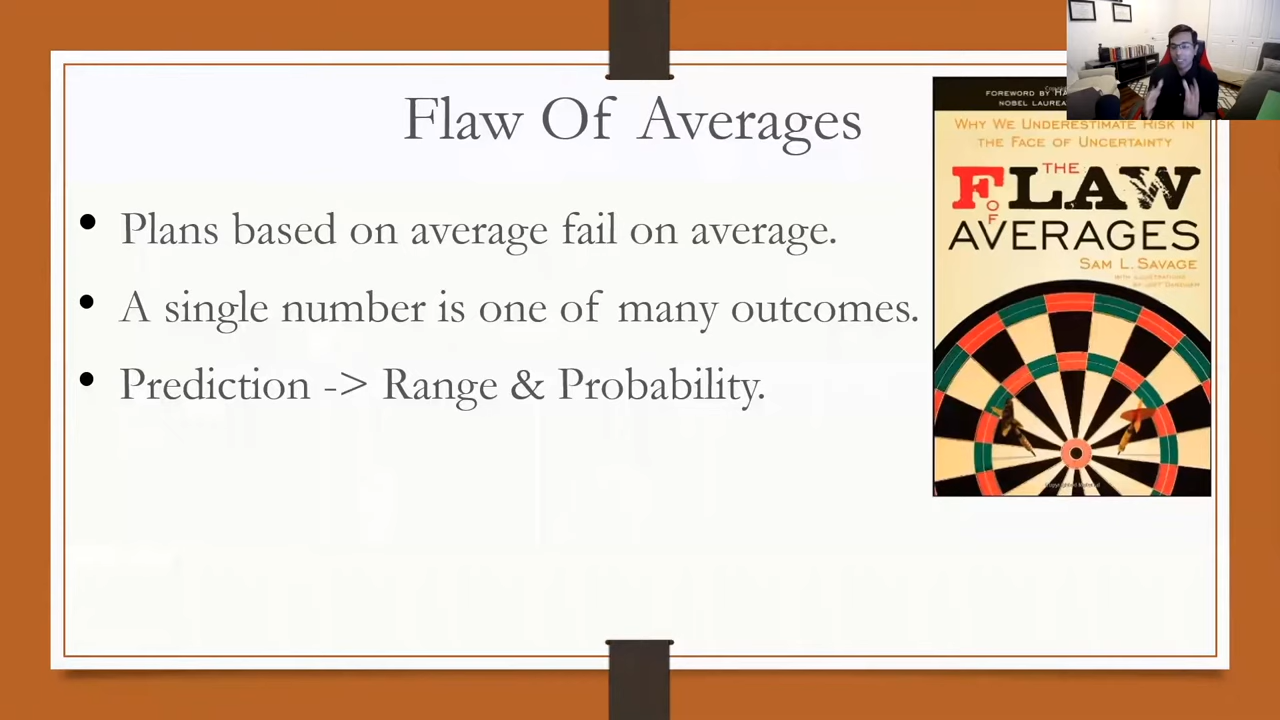 Flaw Of Averages
• Plans based on average fail on average.
• A single number is one of many outcomes.
• Prediction -> Range & Probability.
FOREWORD BY
NOBEL
WHY WE UNDERESTIMATE RISK IN
THE FACE OF UNCERTAINTY
THE
FLAW
OF
AVERAGES
SAM L. SAVAGE
WITH ILLUSTRATIONS